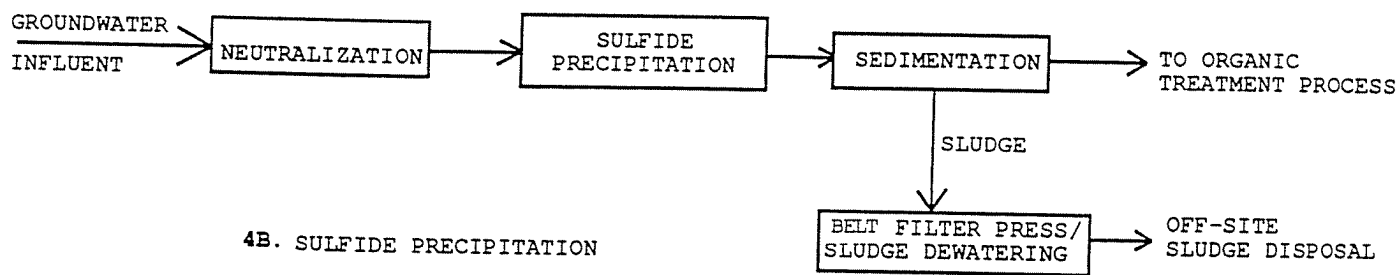 GROUNDWATER
INFLUENT
NEUTRALIZATION
SULFIDE
PRECIPITATION
SEDIMENTATION
TO ORGANIC
TREATMENT PROCESS
SLUDGE
BELT FILTER PRESS/
SLUDGE DEWATERING
OFF-SITE
SLUDGE DISPOSAL
4B. SULFIDE PRECIPITATION